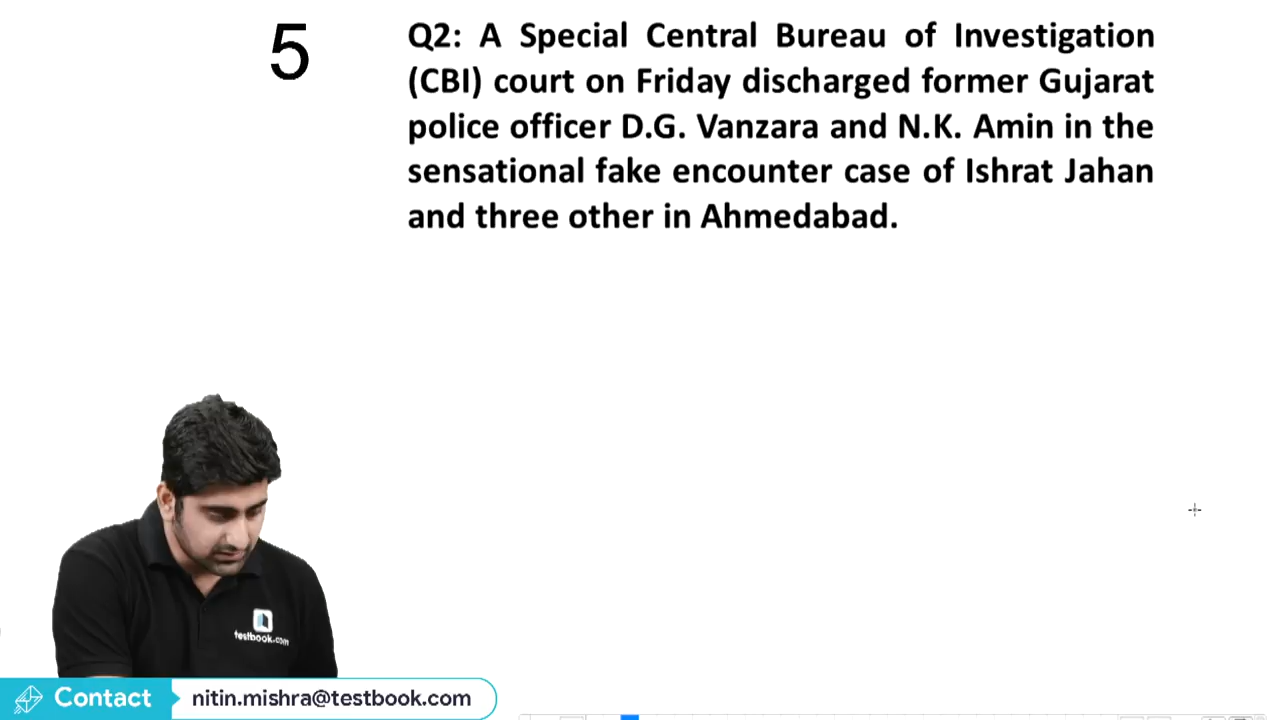 5
Q2: A Special Central Bureau of Investigation
(CBI) court on Friday discharged former Gujarat
police officer D.G. Vanzara and N.K. Amin in the
sensational fake encounter case of Ishrat Jahan
and three other in Ahmedabad.
testbook.com
Contact
nitin.mishra@testbook.com